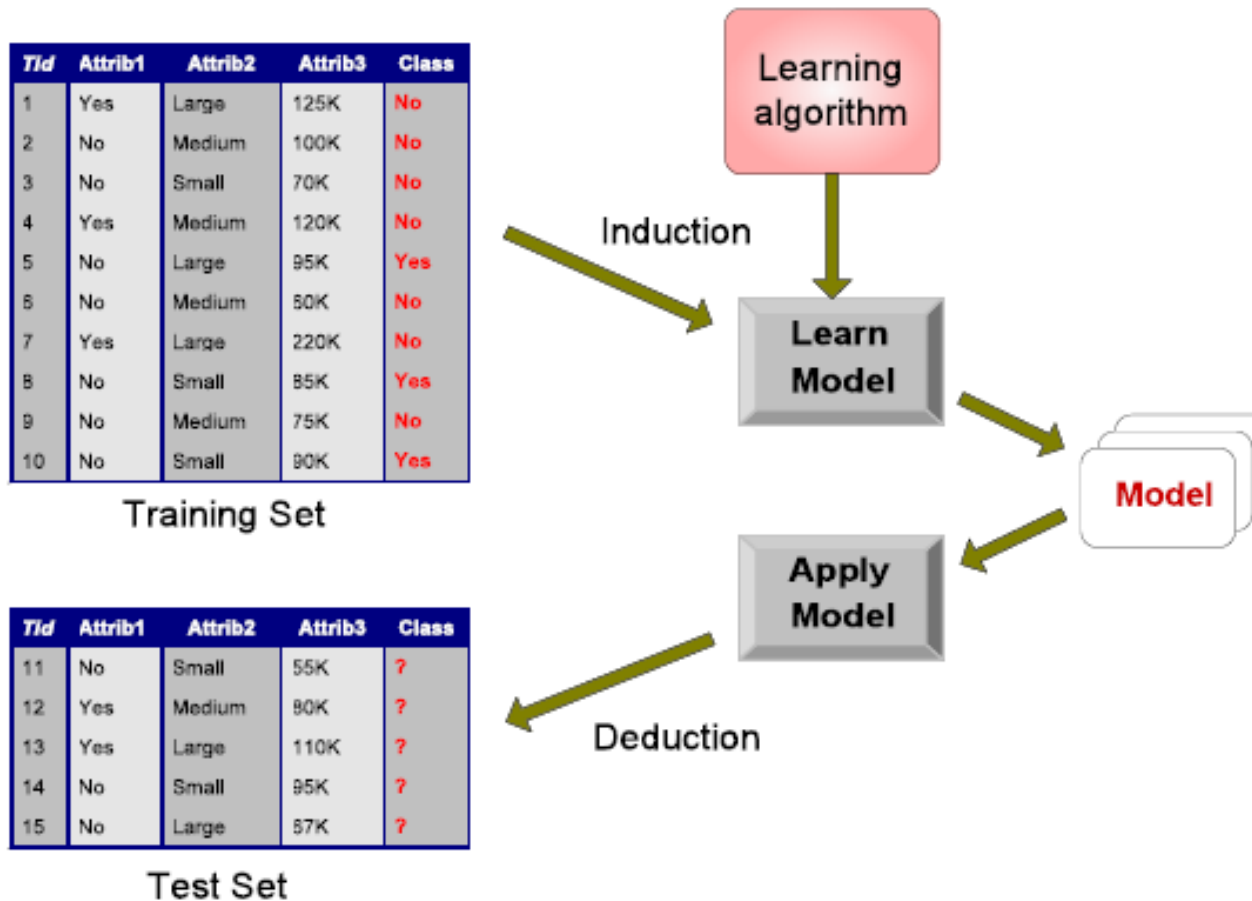 Tid Attrib1 Attrib2 Attrib3 Class
1 Yes Large 125K No
2 No Medium 100K No
3 No Small 70K No
4 Yes Medium 120K No
5 No Large 95K Yes
6 No Medium 60K No
7 Yes Large 220K No
8 No Small 85K Yes
9 No Medium 75K No
10 No Small 90K Yes
Training Set
Learning
algorithm
Induction
Learn
Model
Model
Apply
Model
Deduction
Tid Attrib1 Attrib2 Attrib3 Class
11 No Small 55K ?
12 Yes Medium 80K ?
13 Yes Large 110K ?
14 No Small 95K ?
15 No Large 67K ?
Test Set